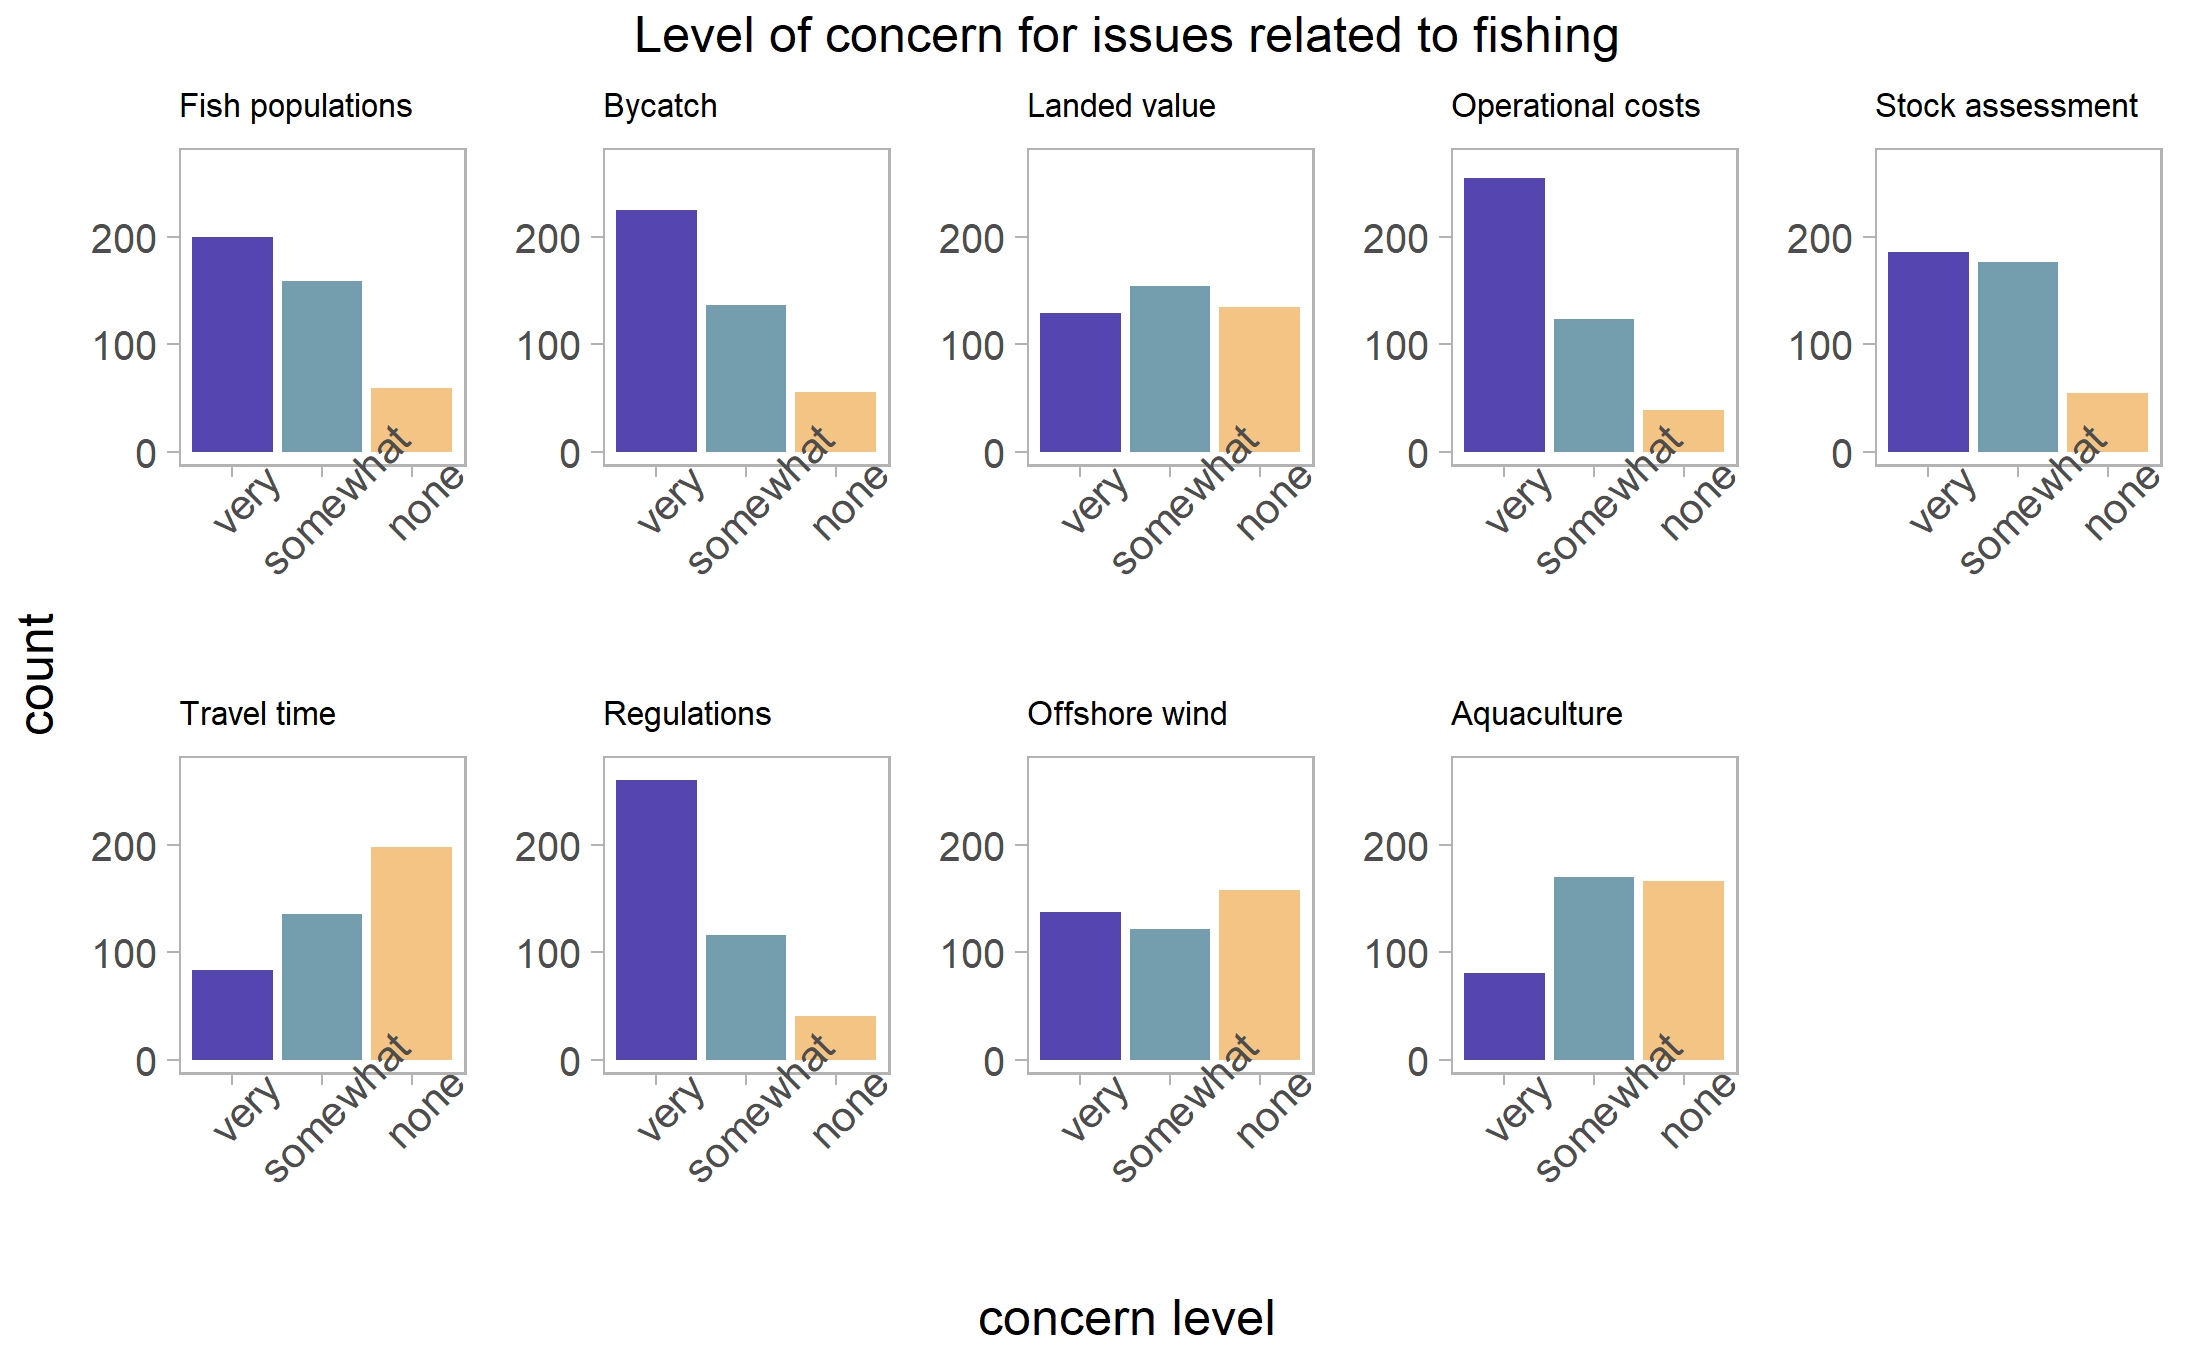 Level of concern for issues related to fishing
Fish populations
Bycatch
Landed value
Operational costs
Stock assessment
200
100
0
200
100
0
200
100
0
200
100
0
200
100
0
very
somewhat
none
very
somewhat
none
very
somewhat
none
very
somewhat
none
very
somewhat
none
count
Travel time
Regulations
Offshore wind
Aquaculture
200
100
0
200
100
0
200
100
0
200
100
0
very
somewhat
none
very
somewhat
none
very
somewhat
none
very
somewhat
none
concern level